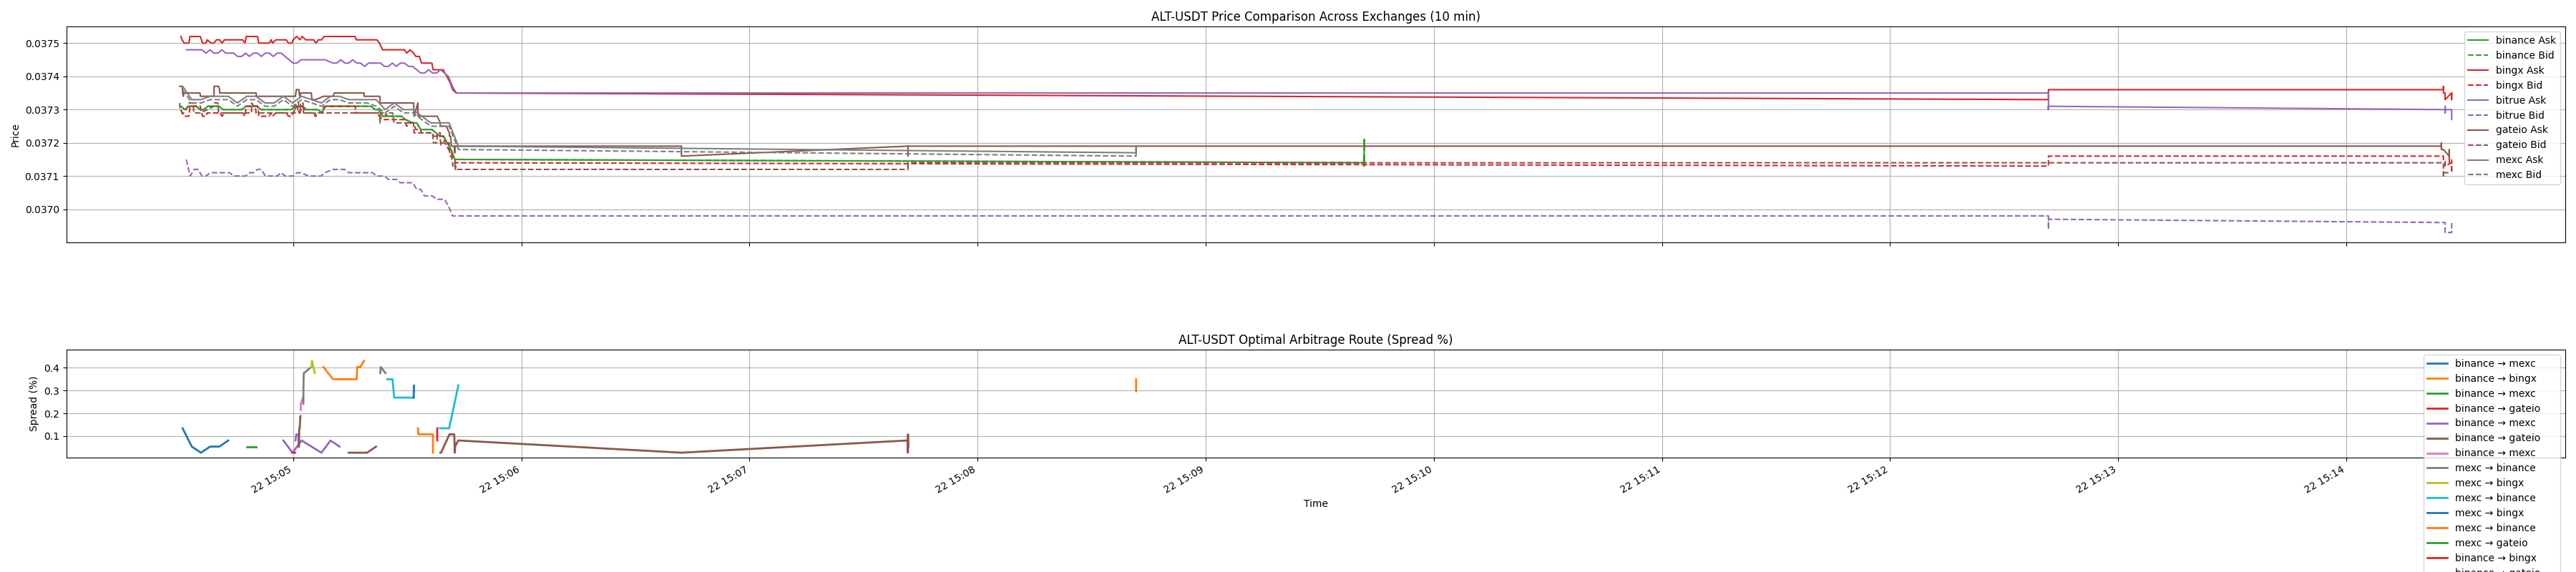 ALT-USDT Price Comparison Across Exchanges (10 min)
0.0375
0.0374
0.0373
0.0372
0.0371
0.0370
Price
binance Ask
binance Bid
bingx Ask
bingx Bid
bitrue Ask
bitrue Bid
gateio Ask
gateio Bid
mexc Ask
mexc Bid
ALT-USDT Optimal Arbitrage Route (Spread %)
0.4
0.3
0.2
0.1
Spread (%)
22 15:05
22 15:06
22 15:07
22 15:08
22 15:09
22 15:10
22 15:11
22 15:12
22 15:13
22 15:14
Time
binance → mexc
binance → bingx
binance → mexc
binance → gateio
binance → mexc
binance → gateio
binance → mexc
mexc → binance
mexc → bingx
mexc → binance
mexc → bingx
mexc → binance
mexc → gateio
binance → bingx